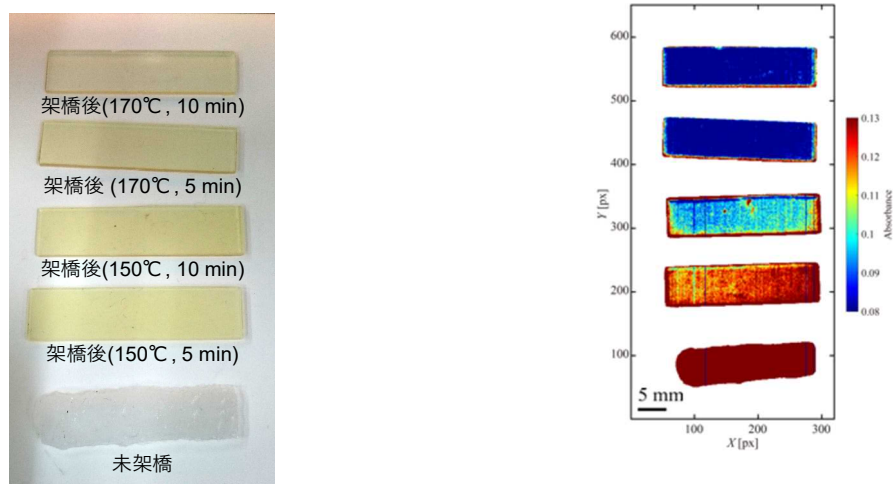 架橋後(170℃, 10 min)
架橋後 (170℃, 5 min)
架橋後(150℃, 10 min)
架橋後(150℃, 5 min)
未架橋
600
500
400
300
200
100
Y [px]
5 mm
100
200
300
X [px]
0.13
0.12
0.11
0.1
0.09
0.08
Absorbance